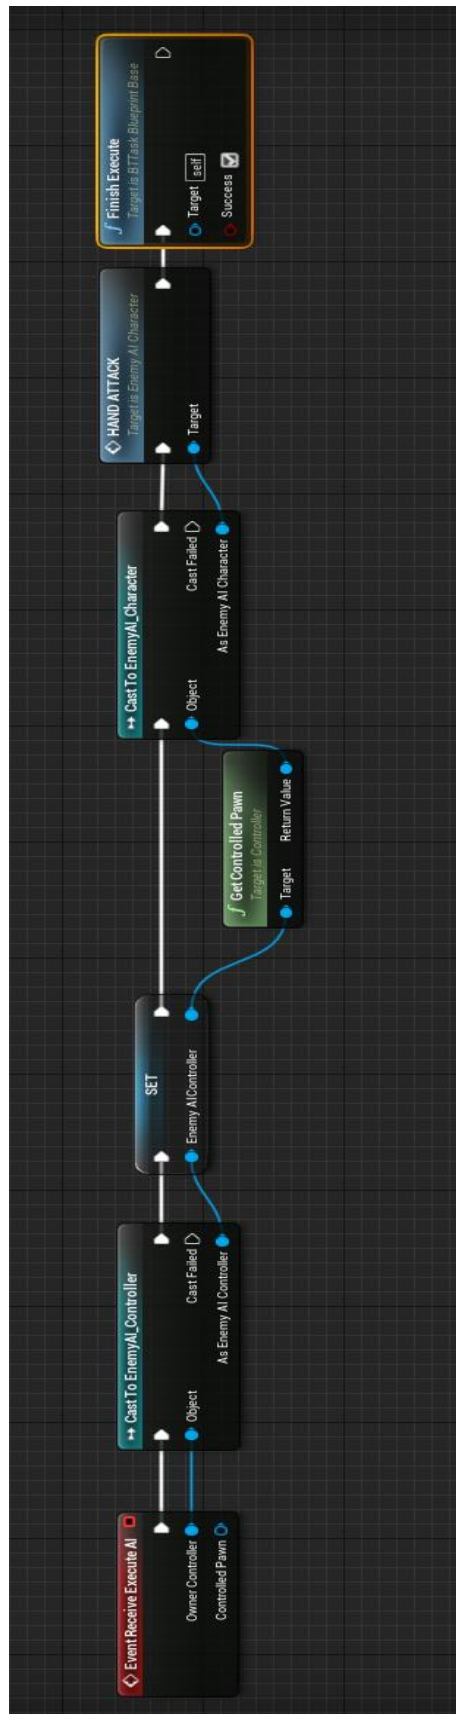 Event Receive Execute AI
Owner Controller
Controlled Pawn
Cast To EnemyAI_Controller
Object
Cast Failed
As Enemy AI Controller
SET
Enemy AIController
Get Controlled Pawn
Target is Controller
Target
Return Value
Cast To EnemyAI_Character
Object
Cast Failed
As Enemy AI Character
HAND ATTACK
Target is Enemy AI Character
Target
Finish Execute
Target is BTTask Blueprint Base
Target self
Success